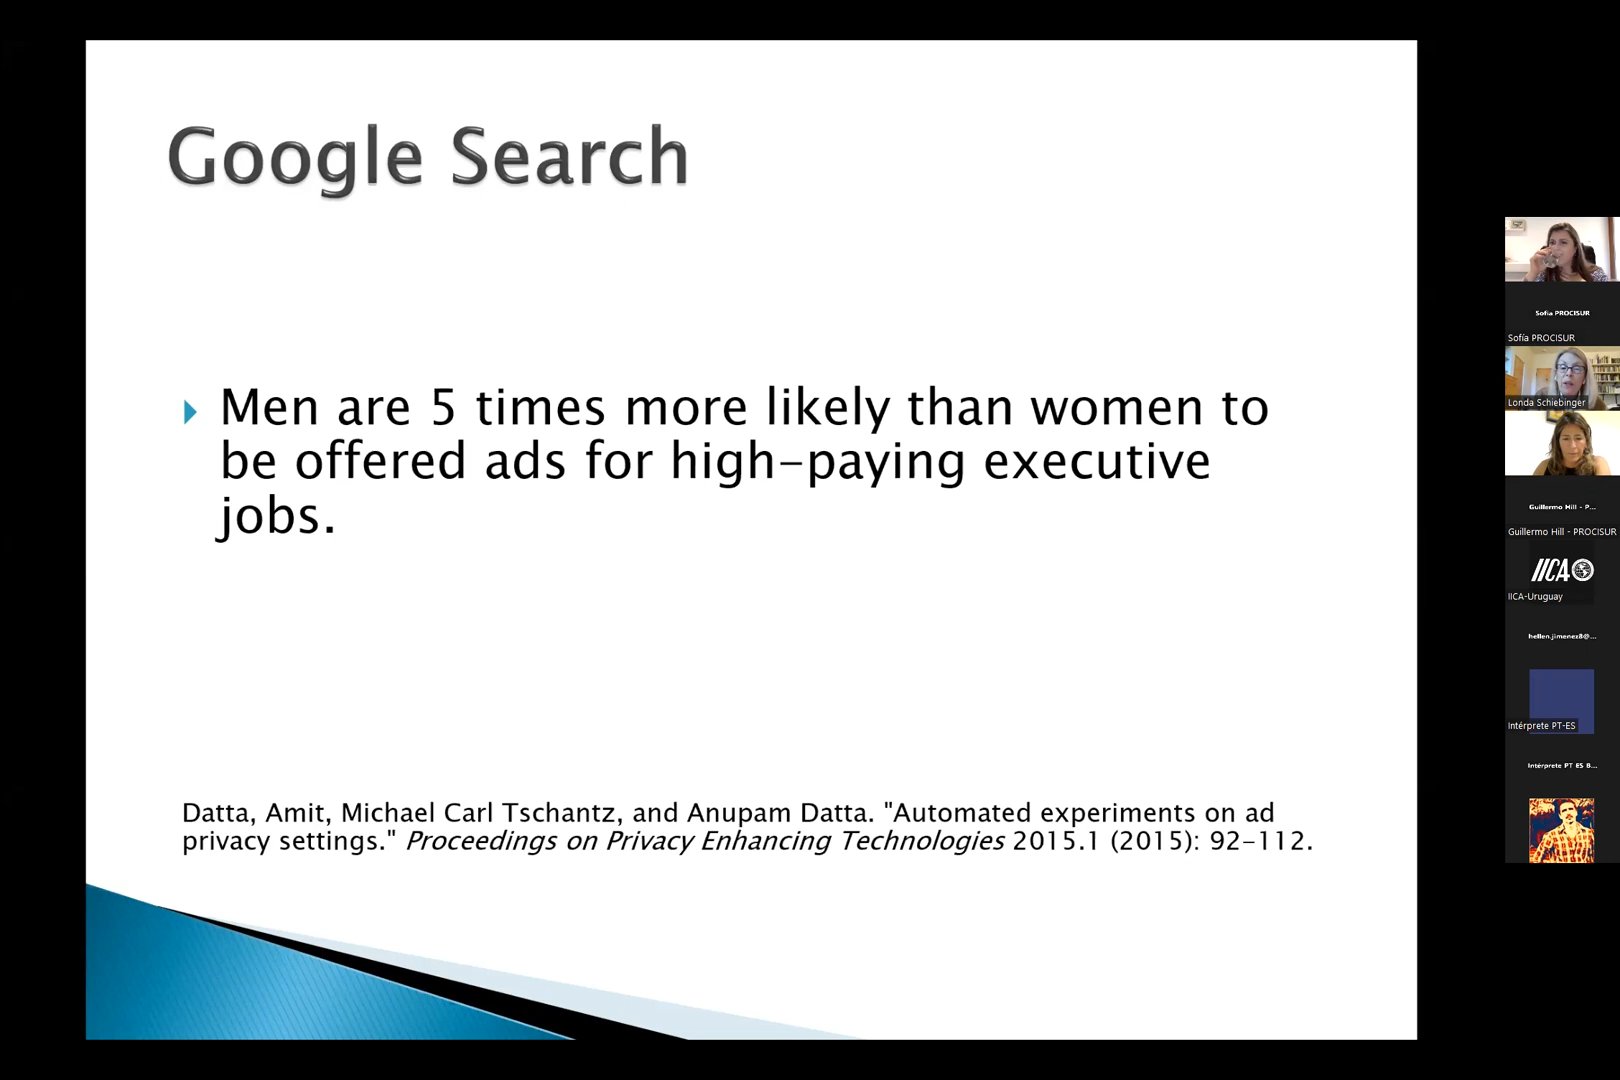 Google Search
Men are 5 times more likely than women to
be offered ads for high-paying executive
jobs.
Datta, Amit, Michael Carl Tschantz, and Anupam Datta. "Automated experiments on ad
privacy settings." Proceedings on Privacy Enhancing Technologies 2015.1 (2015): 92-112.
Sofía PROCISUR
Sofía PROCISUR
Londa Schiebinger
Guillermo Hill - P...
Guillermo Hill - PROCISUR
IICA
IICA-Uruguay
hellen.jimenez8@...
Intérprete PT-ES
Intérprete PT ES B...